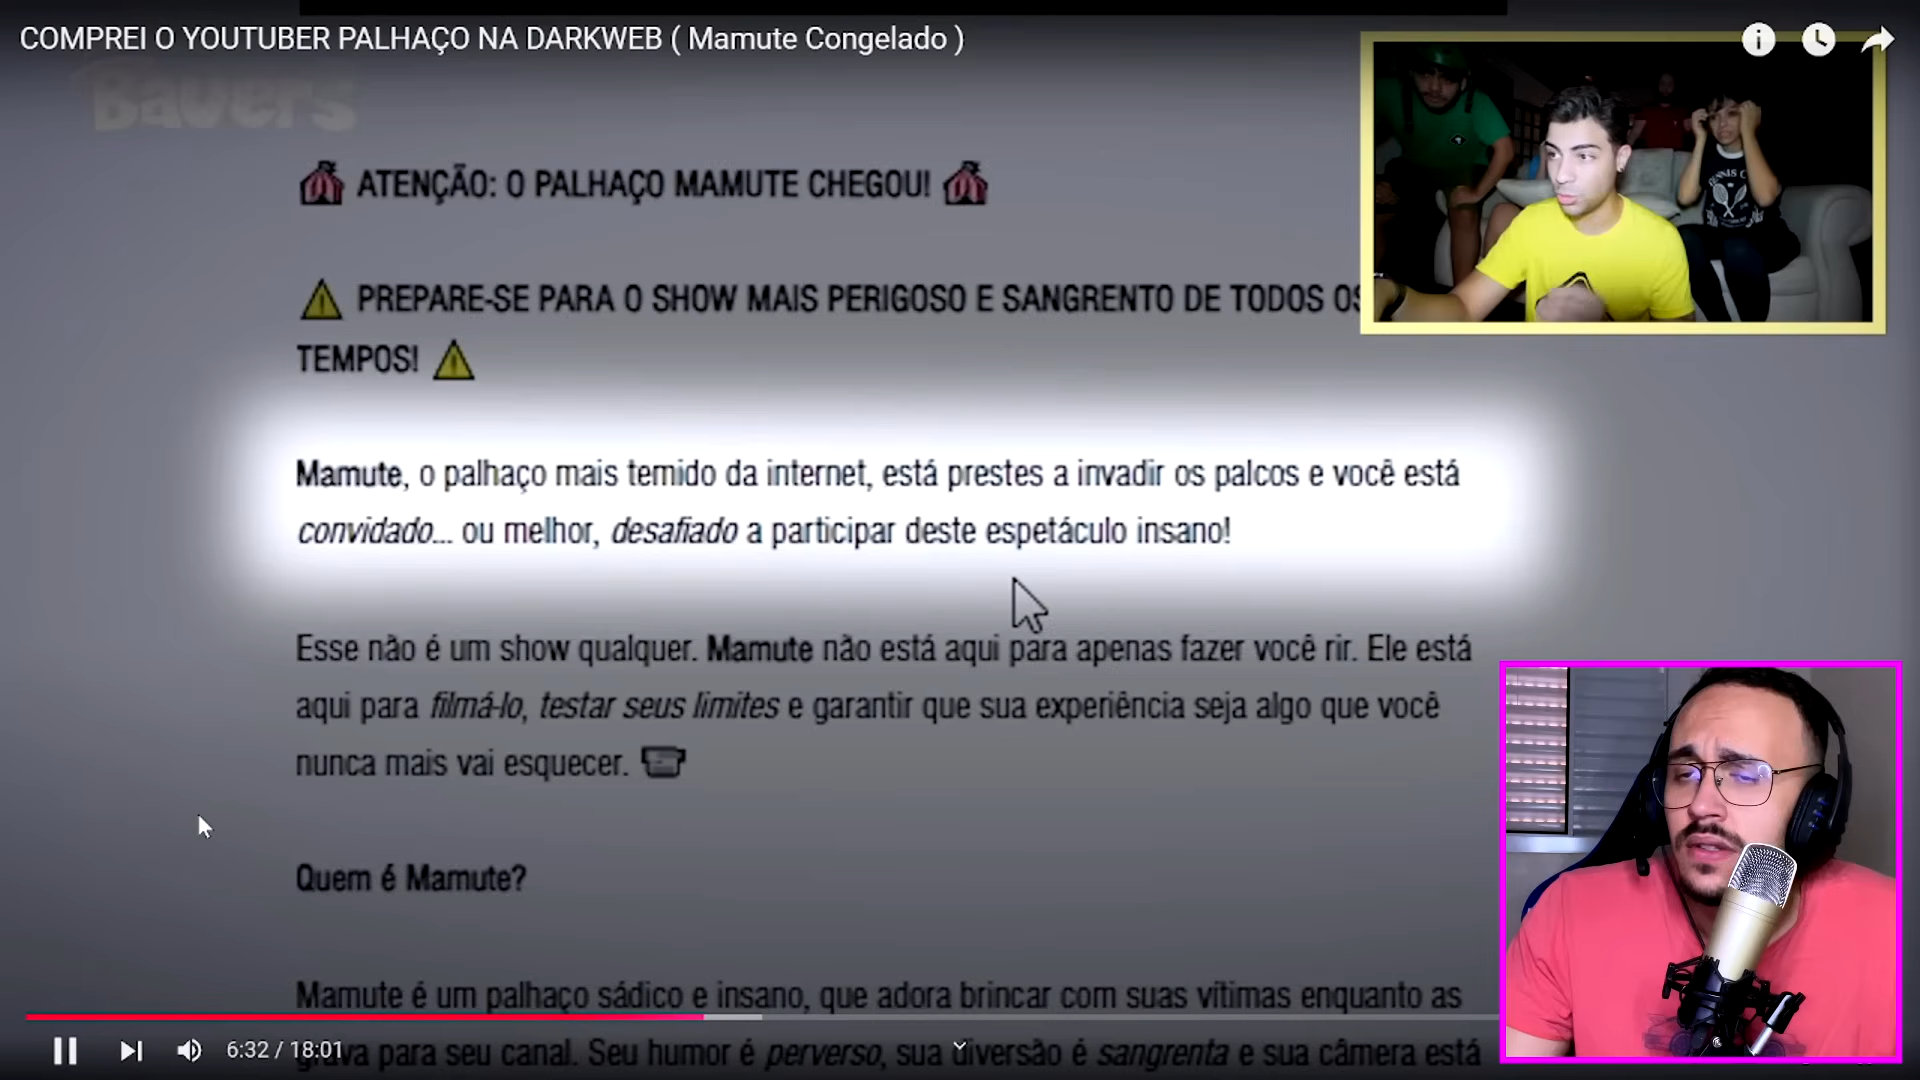 COMPREI O YOUTUBER PALHAÇO NA DARKWEB ( Mamute Congelado )
Bauers
ATENÇÃO: O PALHAÇO MAMUTE CHEGOU!
PREPARE-SE PARA O SHOW MAIS PERIGOSO E SANGRENTO DE TODOS OS
TEMPOS!
Mamute, o palhaço mais temido da internet, está prestes a invadir os palcos e você está
convidado... ou melhor, desafiado a participar deste espetáculo insano!
Esse não é um show qualquer. Mamute não está aqui para apenas fazer você rir. Ele está
aqui para filmá-lo, testar seus limites e garantir que sua experiência seja algo que você
nunca mais vai esquecer.
Quem é Mamute?
Mamute é um palhaço sádico e insano, que adora brincar com suas vítimas enquanto as
grava para seu canal. Seu humor é perverso, sua diversão é sangrenta e sua câmera está
6:32 / 18:01